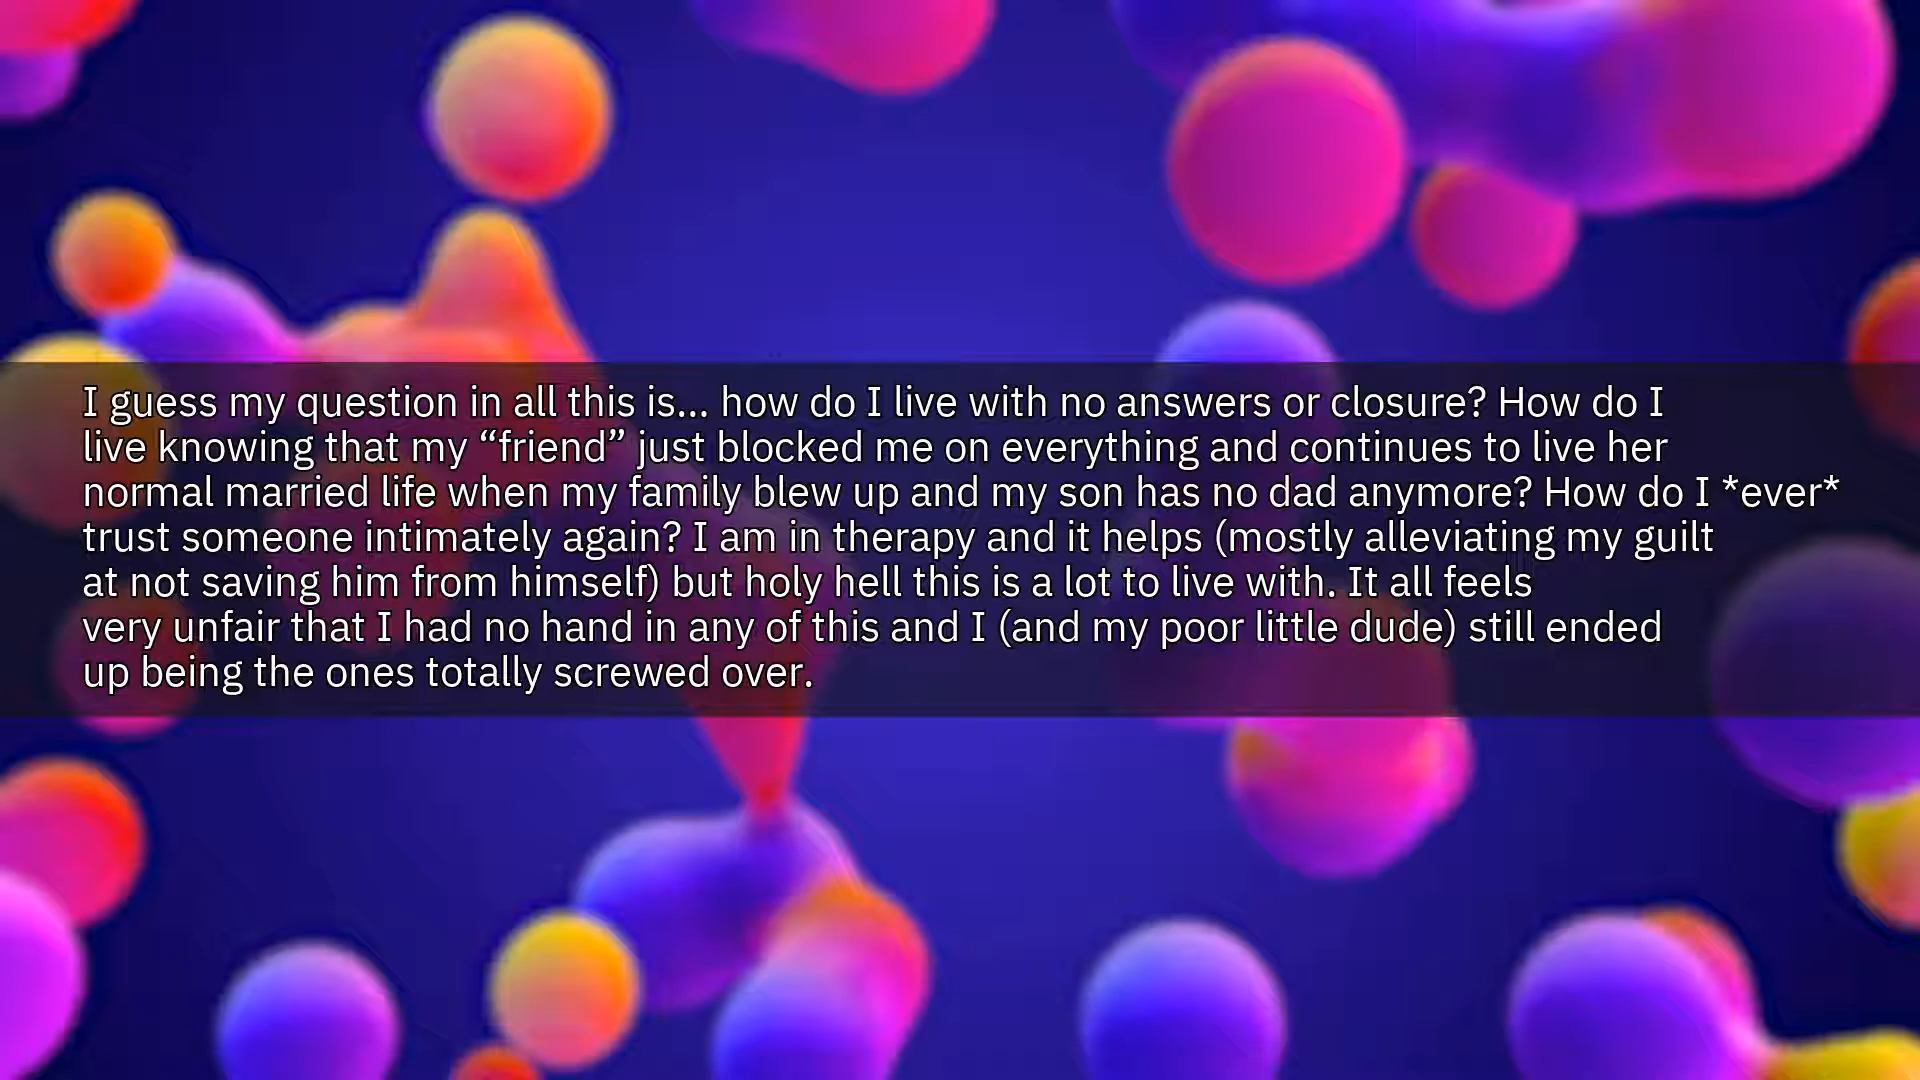 I guess my question in all this is... how do I live with no answers or closure? How do I
live knowing that my “friend” just blocked me on everything and continues to live her
normal married life when my family blew up and my son has no dad anymore? How do I *ever*
trust someone intimately again? I am in therapy and it helps (mostly alleviating my guilt
at not saving him from himself) but holy hell this is a lot to live with. It all feels
very unfair that I had no hand in any of this and I (and my poor little dude) still ended
up being the ones totally screwed over.